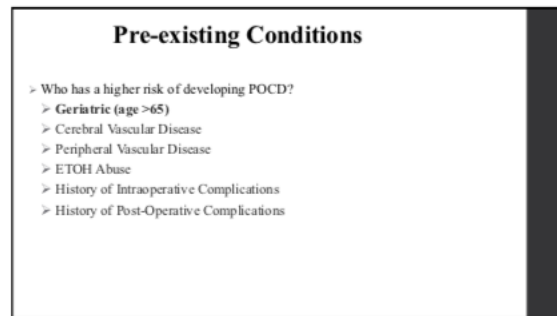 Pre-existing Conditions
➢ Who has a higher risk of developing POCD?
➢ Geriatric (age >65)
➢ Cerebral Vascular Disease
➢ Peripheral Vascular Disease
➢ ETOH Abuse
➢ History of Intraoperative Complications
➢ History of Post-Operative Complications